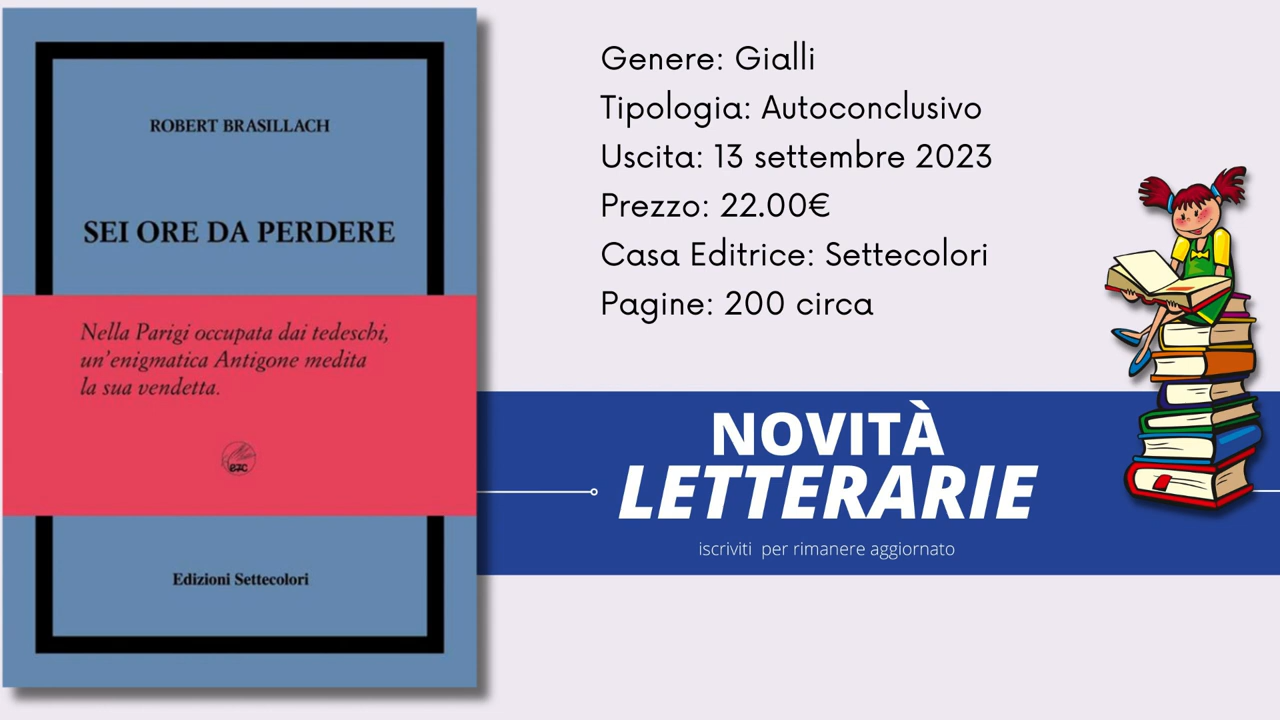 ROBERT BRASILLACH
SEI ORE DA PERDERE
Nella Parigi occupata dai tedeschi,
un'enigmatica Antigone medita
la sua vendetta.
Edizioni Settecolori
Genere: Gialli
Tipologia: Autoconclusivo
Uscita: 13 settembre 2023
Prezzo: 22.00€
Casa Editrice: Settecolori
Pagine: 200 circa
NOVITÀ
LETTERARIE
iscriviti per rimanere aggiornato